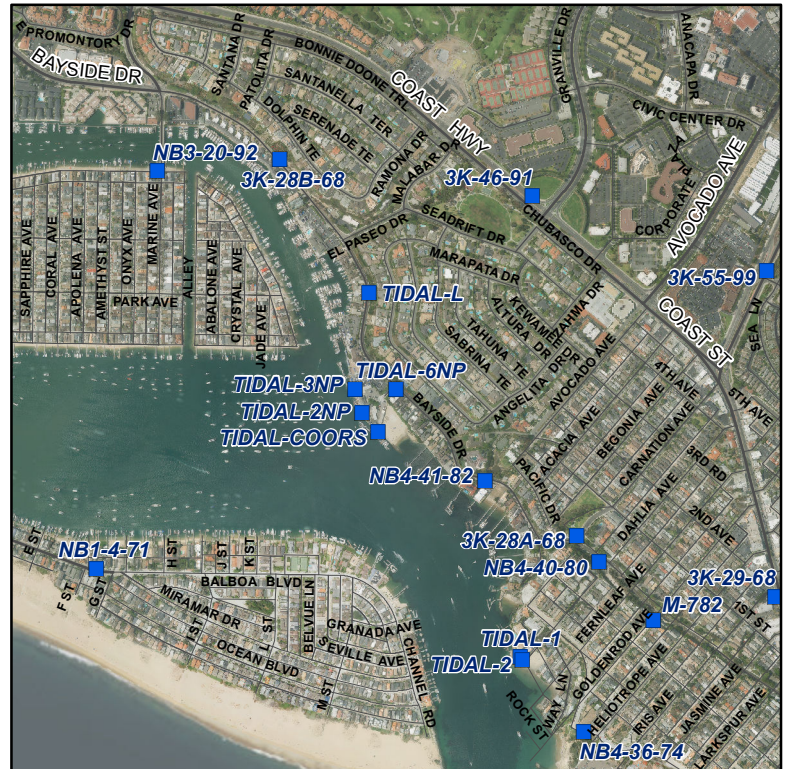 E PROMONTORY DR
BAYSIDE DR
SANTANA DR
PATOLITA DR
BONNIE DOONE TRL
SANTANELLA TER
SERENADE TE
DOLPHIN TE
COAST HWY
GRANVILLE DR
ANACAPA DR
CIVIC CENTER DR
CORPORATE PLAZA
AVOCADO AVE
RAMONA DR
MALABAR DR
NB3-20-92
3K-28B-68
3K-46-91
SEADRIFT DR
CHUBASCO DR
EL PASEO DR
MARAPATA DR
3K-55-99
SEA LN
COAST ST
SAPPHIRE AVE
CORAL AVE
APOLENA AVE
AMETHYST ST
ONYX AVE
MARINE AVE
PARK AVE
ALLEY
ABALONE AVE
CRYSTAL AVE
JADE AVE
TIDAL-L
KEWAMEE
ALTURA DR
TAHUNA TE
SABRINA TE
ANGELITA DR
DR
ZAHMA DR
AVOCADO AVE
TIDAL-3NP
TIDAL-6NP
TIDAL-2NP
TIDAL-COORS
BAYSIDE DR
4TH AVE
5TH AVE
ACACIA AVE
BEGONIA AVE
CARNATION AVE
3RD RD
DAHLIA AVE
2ND AVE
PACIFIC DR
NB4-41-82
3K-28A-68
NB4-40-80
3K-29-68
1ST ST
M-782
FERNLEAF AVE
GOLDENROD AVE
HELIOTROPE AVE
IRIS AVE
JASMINE AVE
LARKSPUR AVE
NB1-4-71
E ST
F ST
G ST
H ST
I ST
J ST
K ST
L ST
M ST
BALBOA BLVD
MIRAMAR DR
OCEAN BLVD
BELVUE LN
GRANADA AVE
SEVILLE AVE
CHANNEL RD
TIDAL-1
TIDAL-2
ROCK ST
WAY LN
NB4-36-74